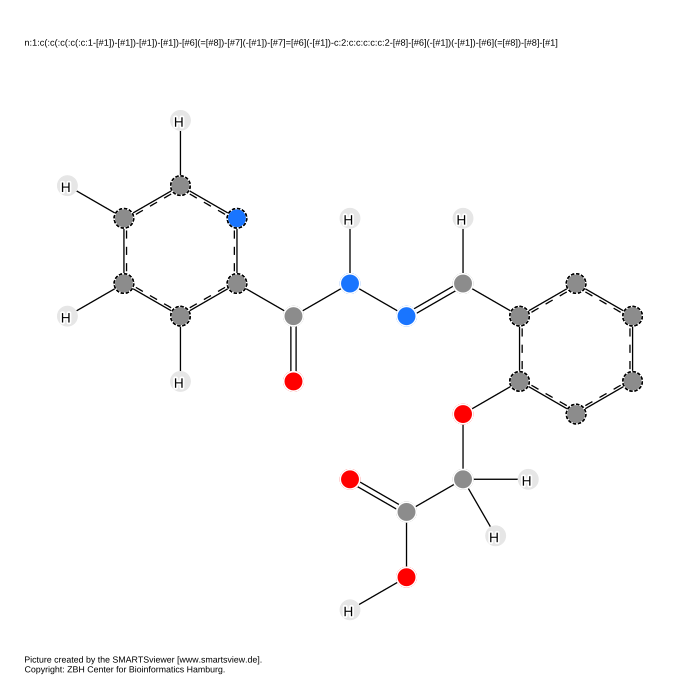 n:1:c(:c(:c(:c(:c:1-[#1])-[#1])-[#1])-[#1])-[#6](=[#8])-[#7](-[#1])-[#7]=[#6](-[#1])-c:2:c:c:c:c:c:2-[#8]-[#6](-[#1])(-[#1])-[#6](=[#8])-[#8]-[#1]
H
H
H H
H
H
H
H
H
Picture created by the SMARTSviewer [www.smartsview.de].
Copyright: ZBH Center for Bioinformatics Hamburg.